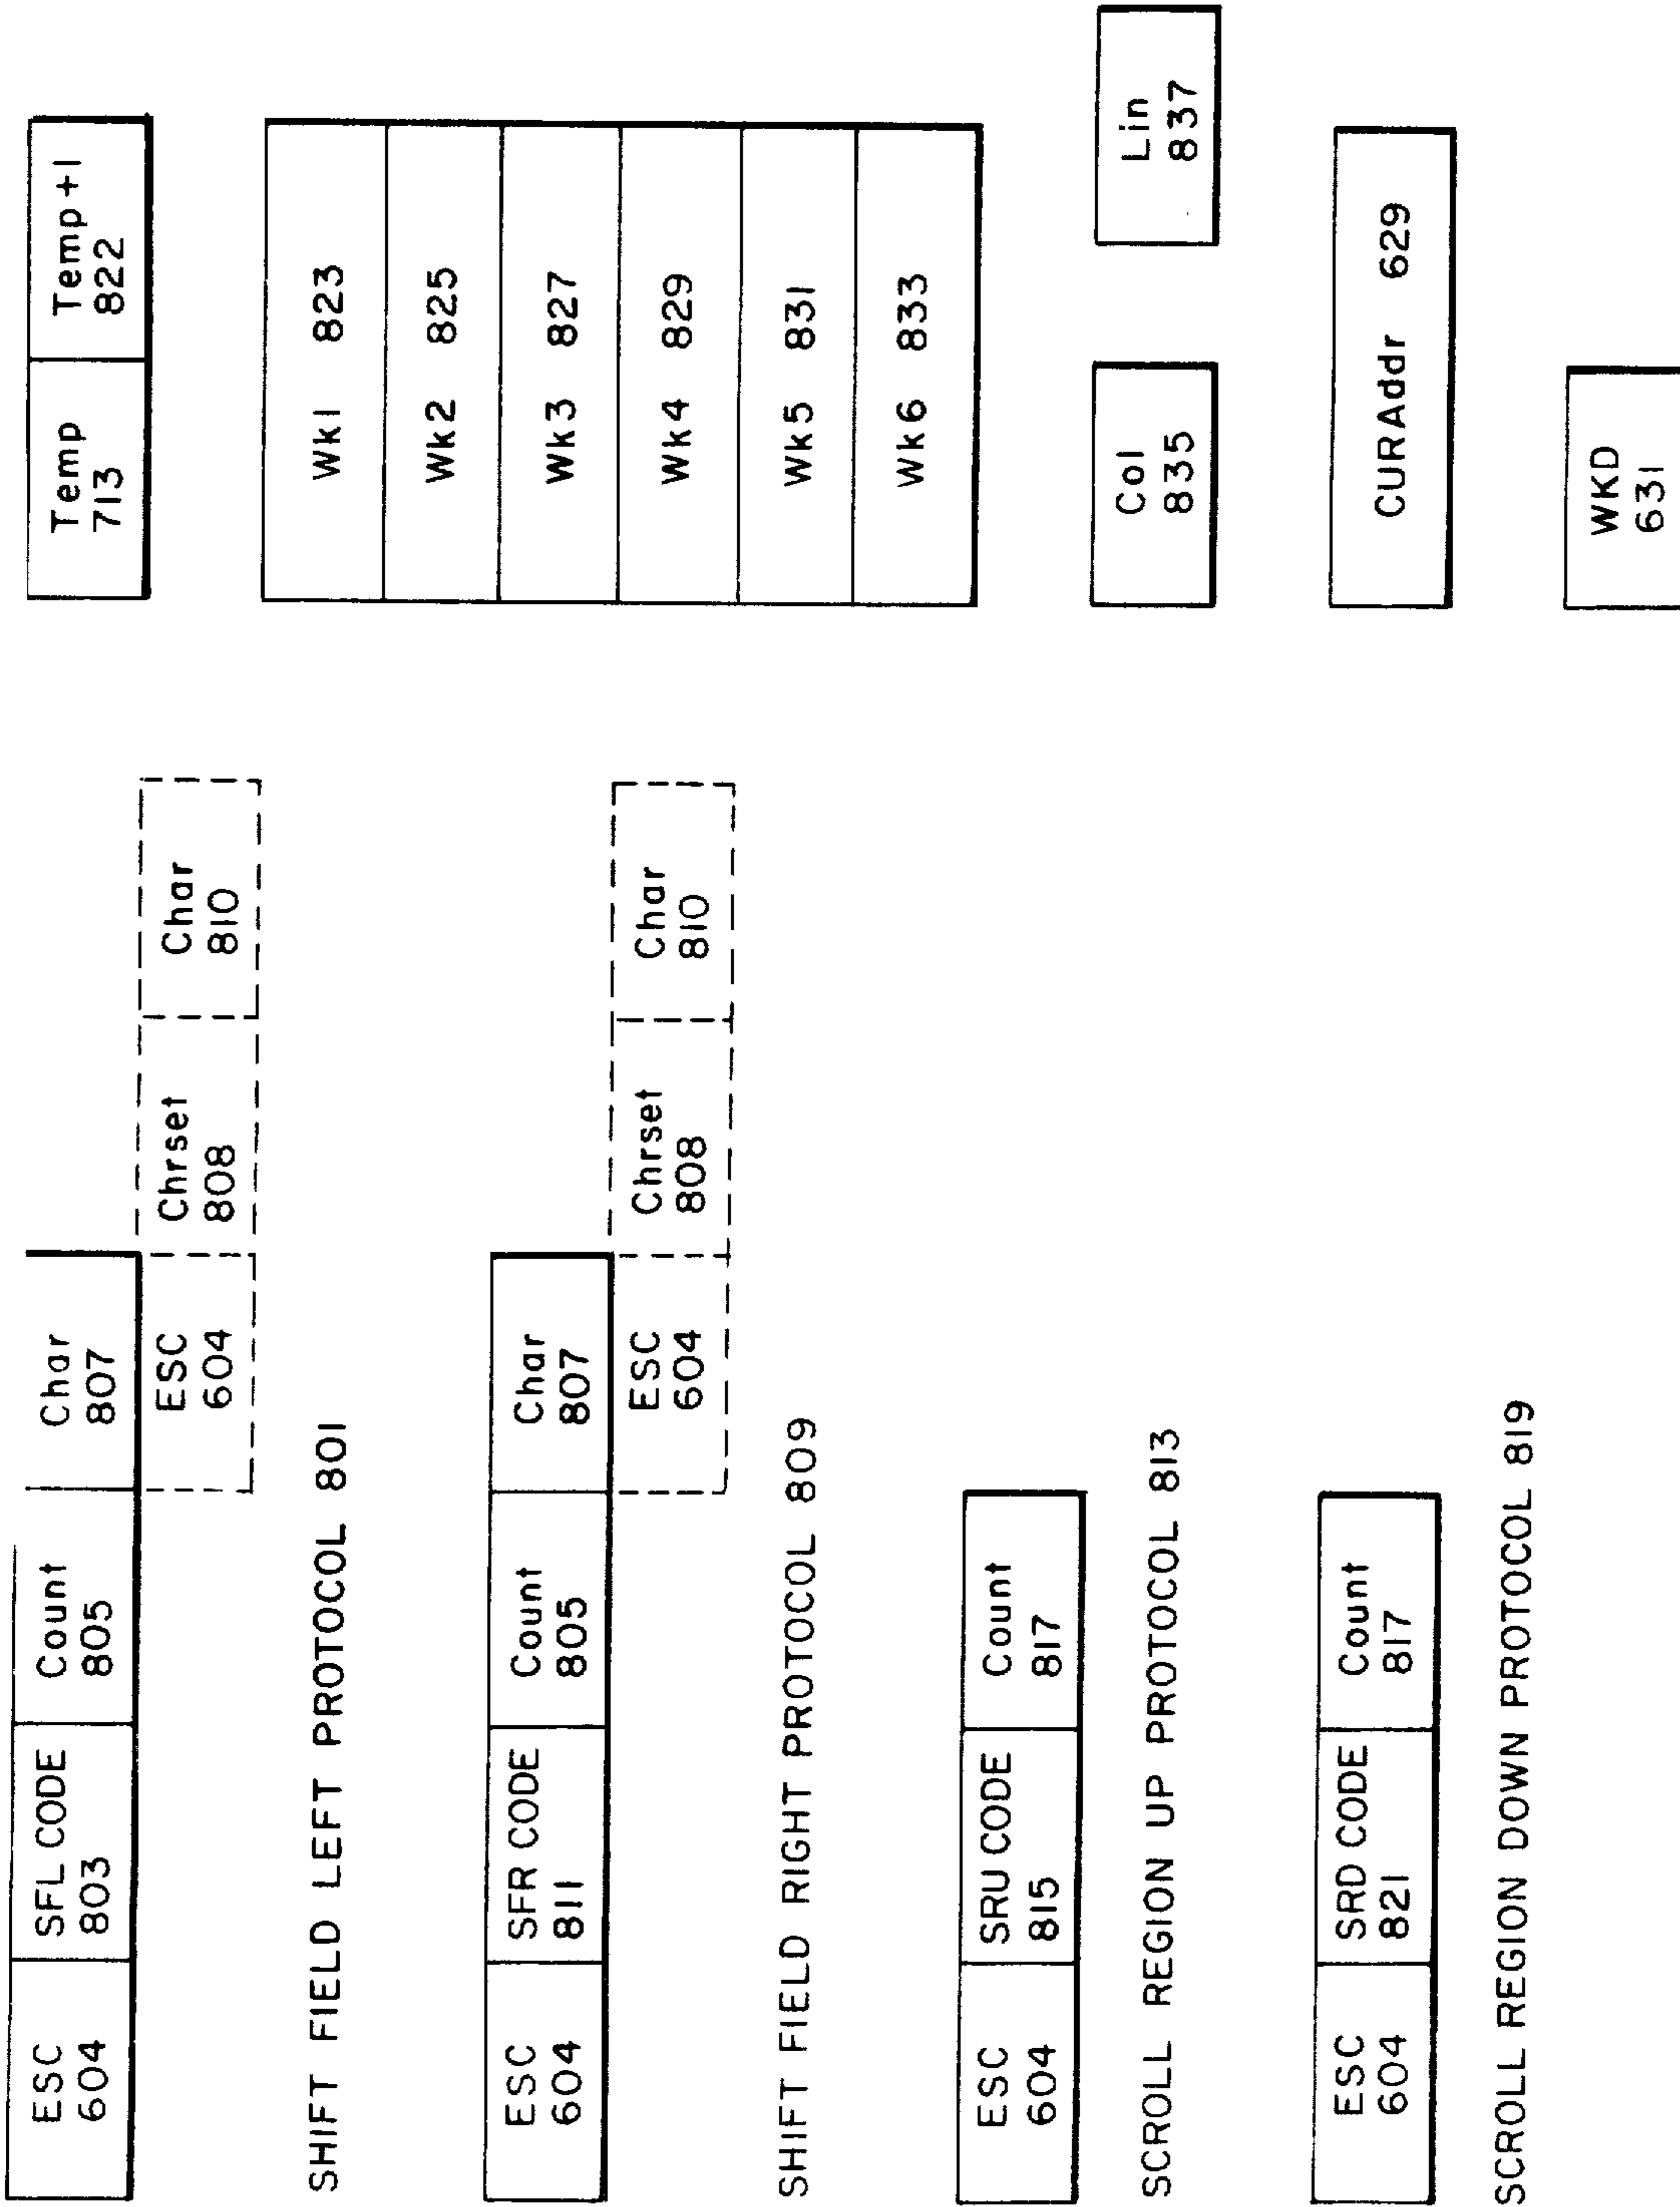 ESC SFL CODE Count Char
604 803 805 807
ESC Chrset Char
604 808 810
SHIFT FIELD LEFT PROTOCOL 801
ESC SFR CODE Count Char
604 811 805 807
ESC Chrset Char
604 808 810
SHIFT FIELD RIGHT PROTOCOL 809
ESC SRU CODE Count
604 815 817
SCROLL REGION UP PROTOCOL 813
ESC SRD CODE Count
604 821 817
SCROLL REGION DOWN PROTOCOL 819
Temp Temp+1
713 822
Wk1 823
Wk2 825
Wk3 827
Wk4 829
Wk5 831
Wk6 833
Col Lin
835 837
CURAddr 629
WKD
631